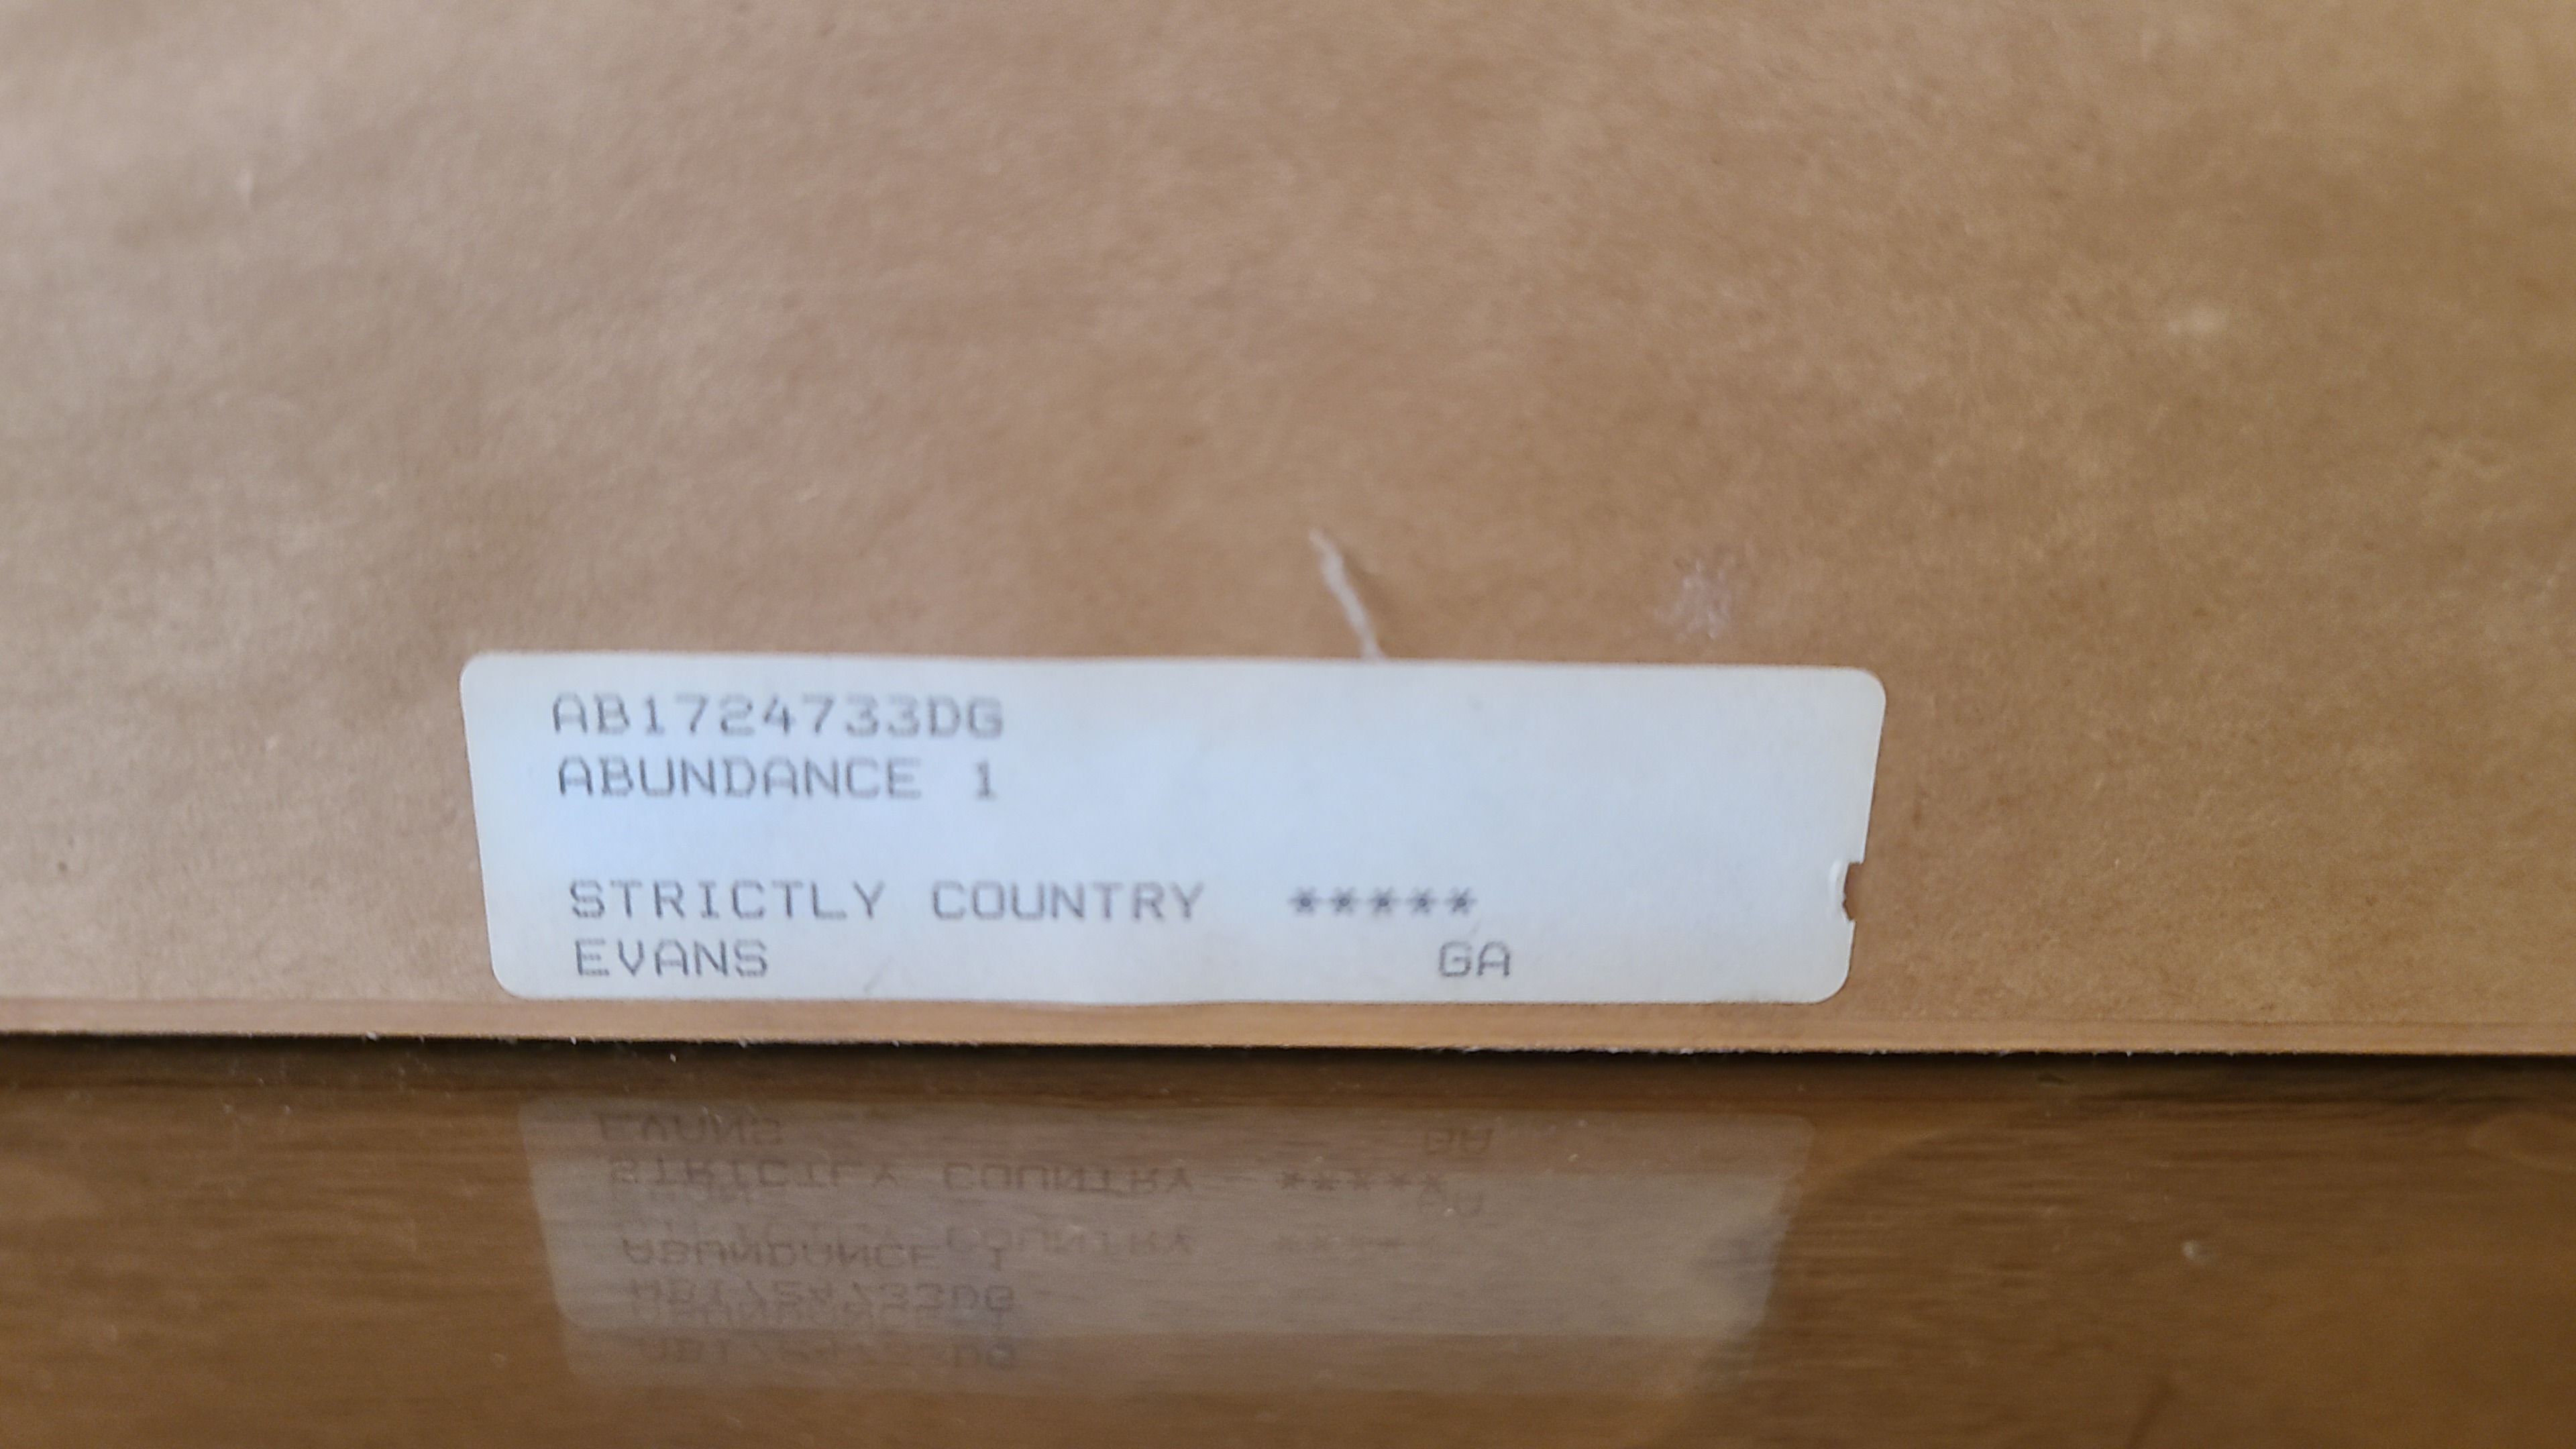 AB1724733DG
ABUNDANCE 1
STRICTLY COUNTRY *****
EVANS GA